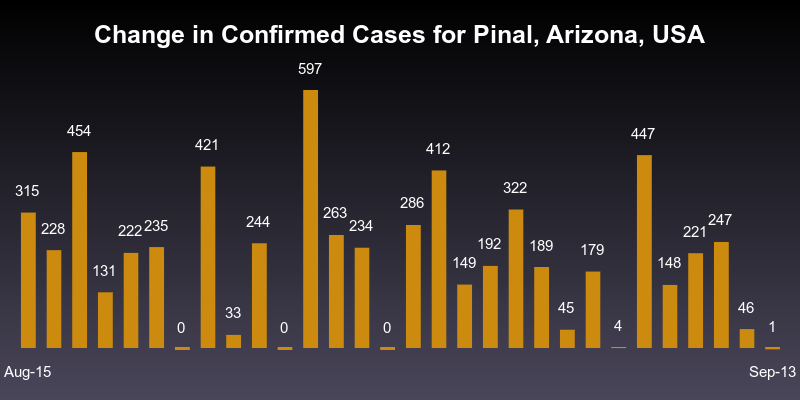 Change in Confirmed Cases for Pinal, Arizona, USA
315 228 454 131 222 235 0 421 33 244 0 597 263 234 0 286 412 149 192 322 189 45 179 4 447 148 221 247 46 1
Aug-15 Sep-13